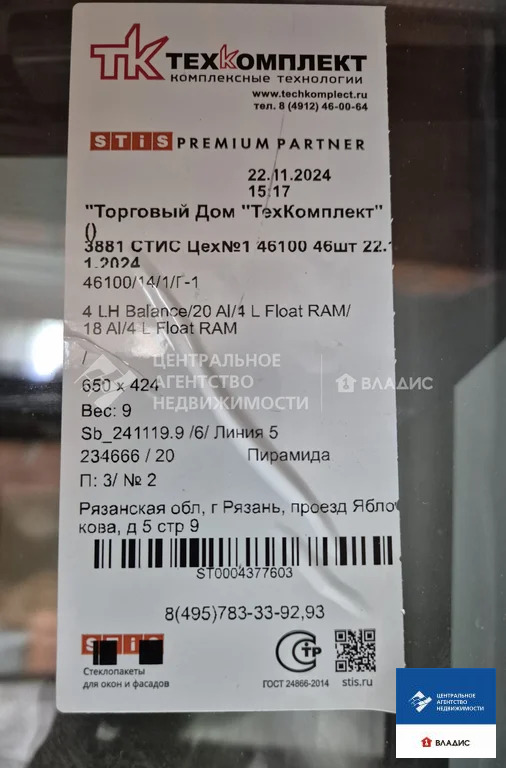 ТК ТЕХКОМПЛЕКТ
КОМПЛЕКСНЫЕ ТЕХНОЛОГИИ
www.techkomplect.ru
тел. 8 (4912) 46-00-64
STiS PREMIUM PARTNER
22.11.2024
15:17
"Торговый Дом "ТехКомплект"
()
3881 СТИС Цех№1 46100 46шт 22.1
1.2024
46100/14/1/Г-1
4 LH Balance/20 Al/4 L Float RAM/
18 Al/4 L Float RAM
/
650 x 424
Вес: 9
Sb_241119.9 /6/ Линия 5
234666 / 20 Пирамида
П: 3/ № 2
Рязанская обл, г Рязань, проезд Ябло
кова, д 5 стр 9
ST0004377603
8(495)783-33-92,93
STiS
Стеклопакеты
для окон и фасадов
СТР
ГОСТ 24866-2014
stis.ru
ЦЕНТРАЛЬНОЕ
АГЕНТСТВО
НЕДВИЖИМОСТИ
ВЛАДИС
ЦЕНТРАЛЬНОЕ
АГЕНТСТВО
НЕДВИЖИМОСТИ
ВЛАДИС